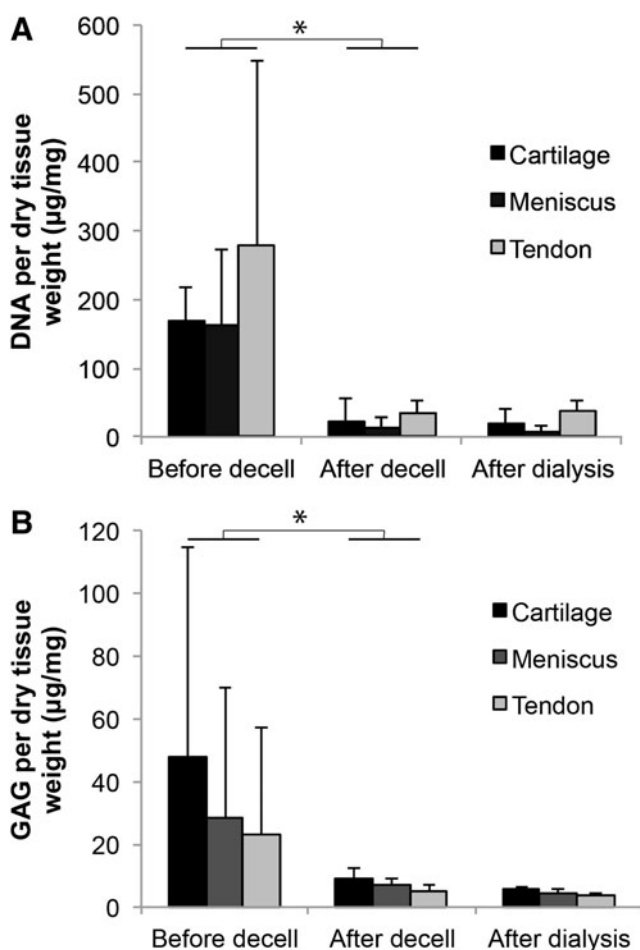 A
DNA per dry tissue
weight (µg/mg)
600
500
400
300
200
100
0
*
Cartilage
Meniscus
Tendon
Before decell
After decell
After dialysis
B
GAG per dry tissue
weight (µg/mg)
120
100
80
60
40
20
0
*
Cartilage
Meniscus
Tendon
Before decell
After decell
After dialysis